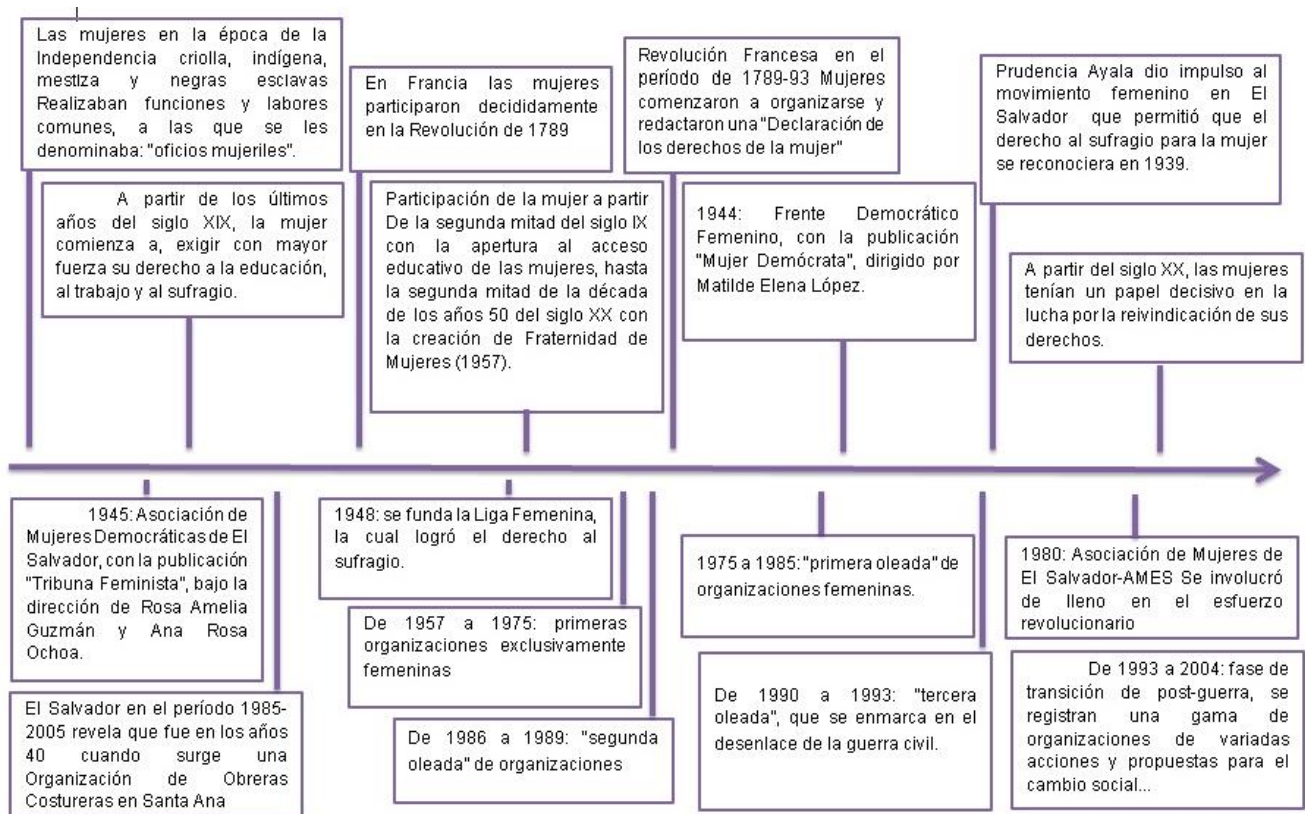 Las mujeres en la época de la
Independencia criolla, indígena,
mestiza y negras esclavas
Realizaban funciones y labores
comunes, a las que se les
denominaba: "oficios mujeriles".
A partir de los últimos
años del siglo XIX, la mujer
comienza a, exigir con mayor
fuerza su derecho a la educación,
al trabajo y al sufragio.
En Francia las mujeres
participaron decididamente
en la Revolución de 1789
Participación de la mujer a partir
De la segunda mitad del siglo IX
con la apertura al acceso
educativo de las mujeres, hasta
la segunda mitad de la década
de los años 50 del siglo XX con
la creación de Fraternidad de
Mujeres (1957).
Revolución Francesa en el
período de 1789-93 Mujeres
comenzaron a organizarse y
redactaron una "Declaración de
los derechos de la mujer"
1944: Frente Democrático
Femenino, con la publicación
"Mujer Demócrata", dirigido por
Matilde Elena López.
Prudencia Ayala dio impulso al
movimiento femenino en El
Salvador que permitió que el
derecho al sufragio para la mujer
se reconociera en 1939.
A partir del siglo XX, las mujeres
tenían un papel decisivo en la
lucha por la reivindicación de sus
derechos.
1945: Asociación de
Mujeres Democráticas de El
Salvador, con la publicación
"Tribuna Feminista", bajo la
dirección de Rosa Amelia
Guzmán y Ana Rosa
Ochoa.
El Salvador en el período 1985-
2005 revela que fue en los años
40 cuando surge una
Organización de Obreras
Costureras en Santa Ana
1948: se funda la Liga Femenina,
la cual logró el derecho al
sufragio.
De 1957 a 1975: primeras
organizaciones exclusivamente
femeninas
De 1986 a 1989: "segunda
oleada" de organizaciones
1975 a 1985: "primera oleada" de
organizaciones femeninas.
De 1990 a 1993: "tercera
oleada", que se enmarca en el
desenlace de la guerra civil.
1980: Asociación de Mujeres de
El Salvador-AMES Se involucró
de lleno en el esfuerzo
revolucionario
De 1993 a 2004: fase de
transición de post-guerra, se
registran una gama de
organizaciones de variadas
acciones y propuestas para el
cambio social...